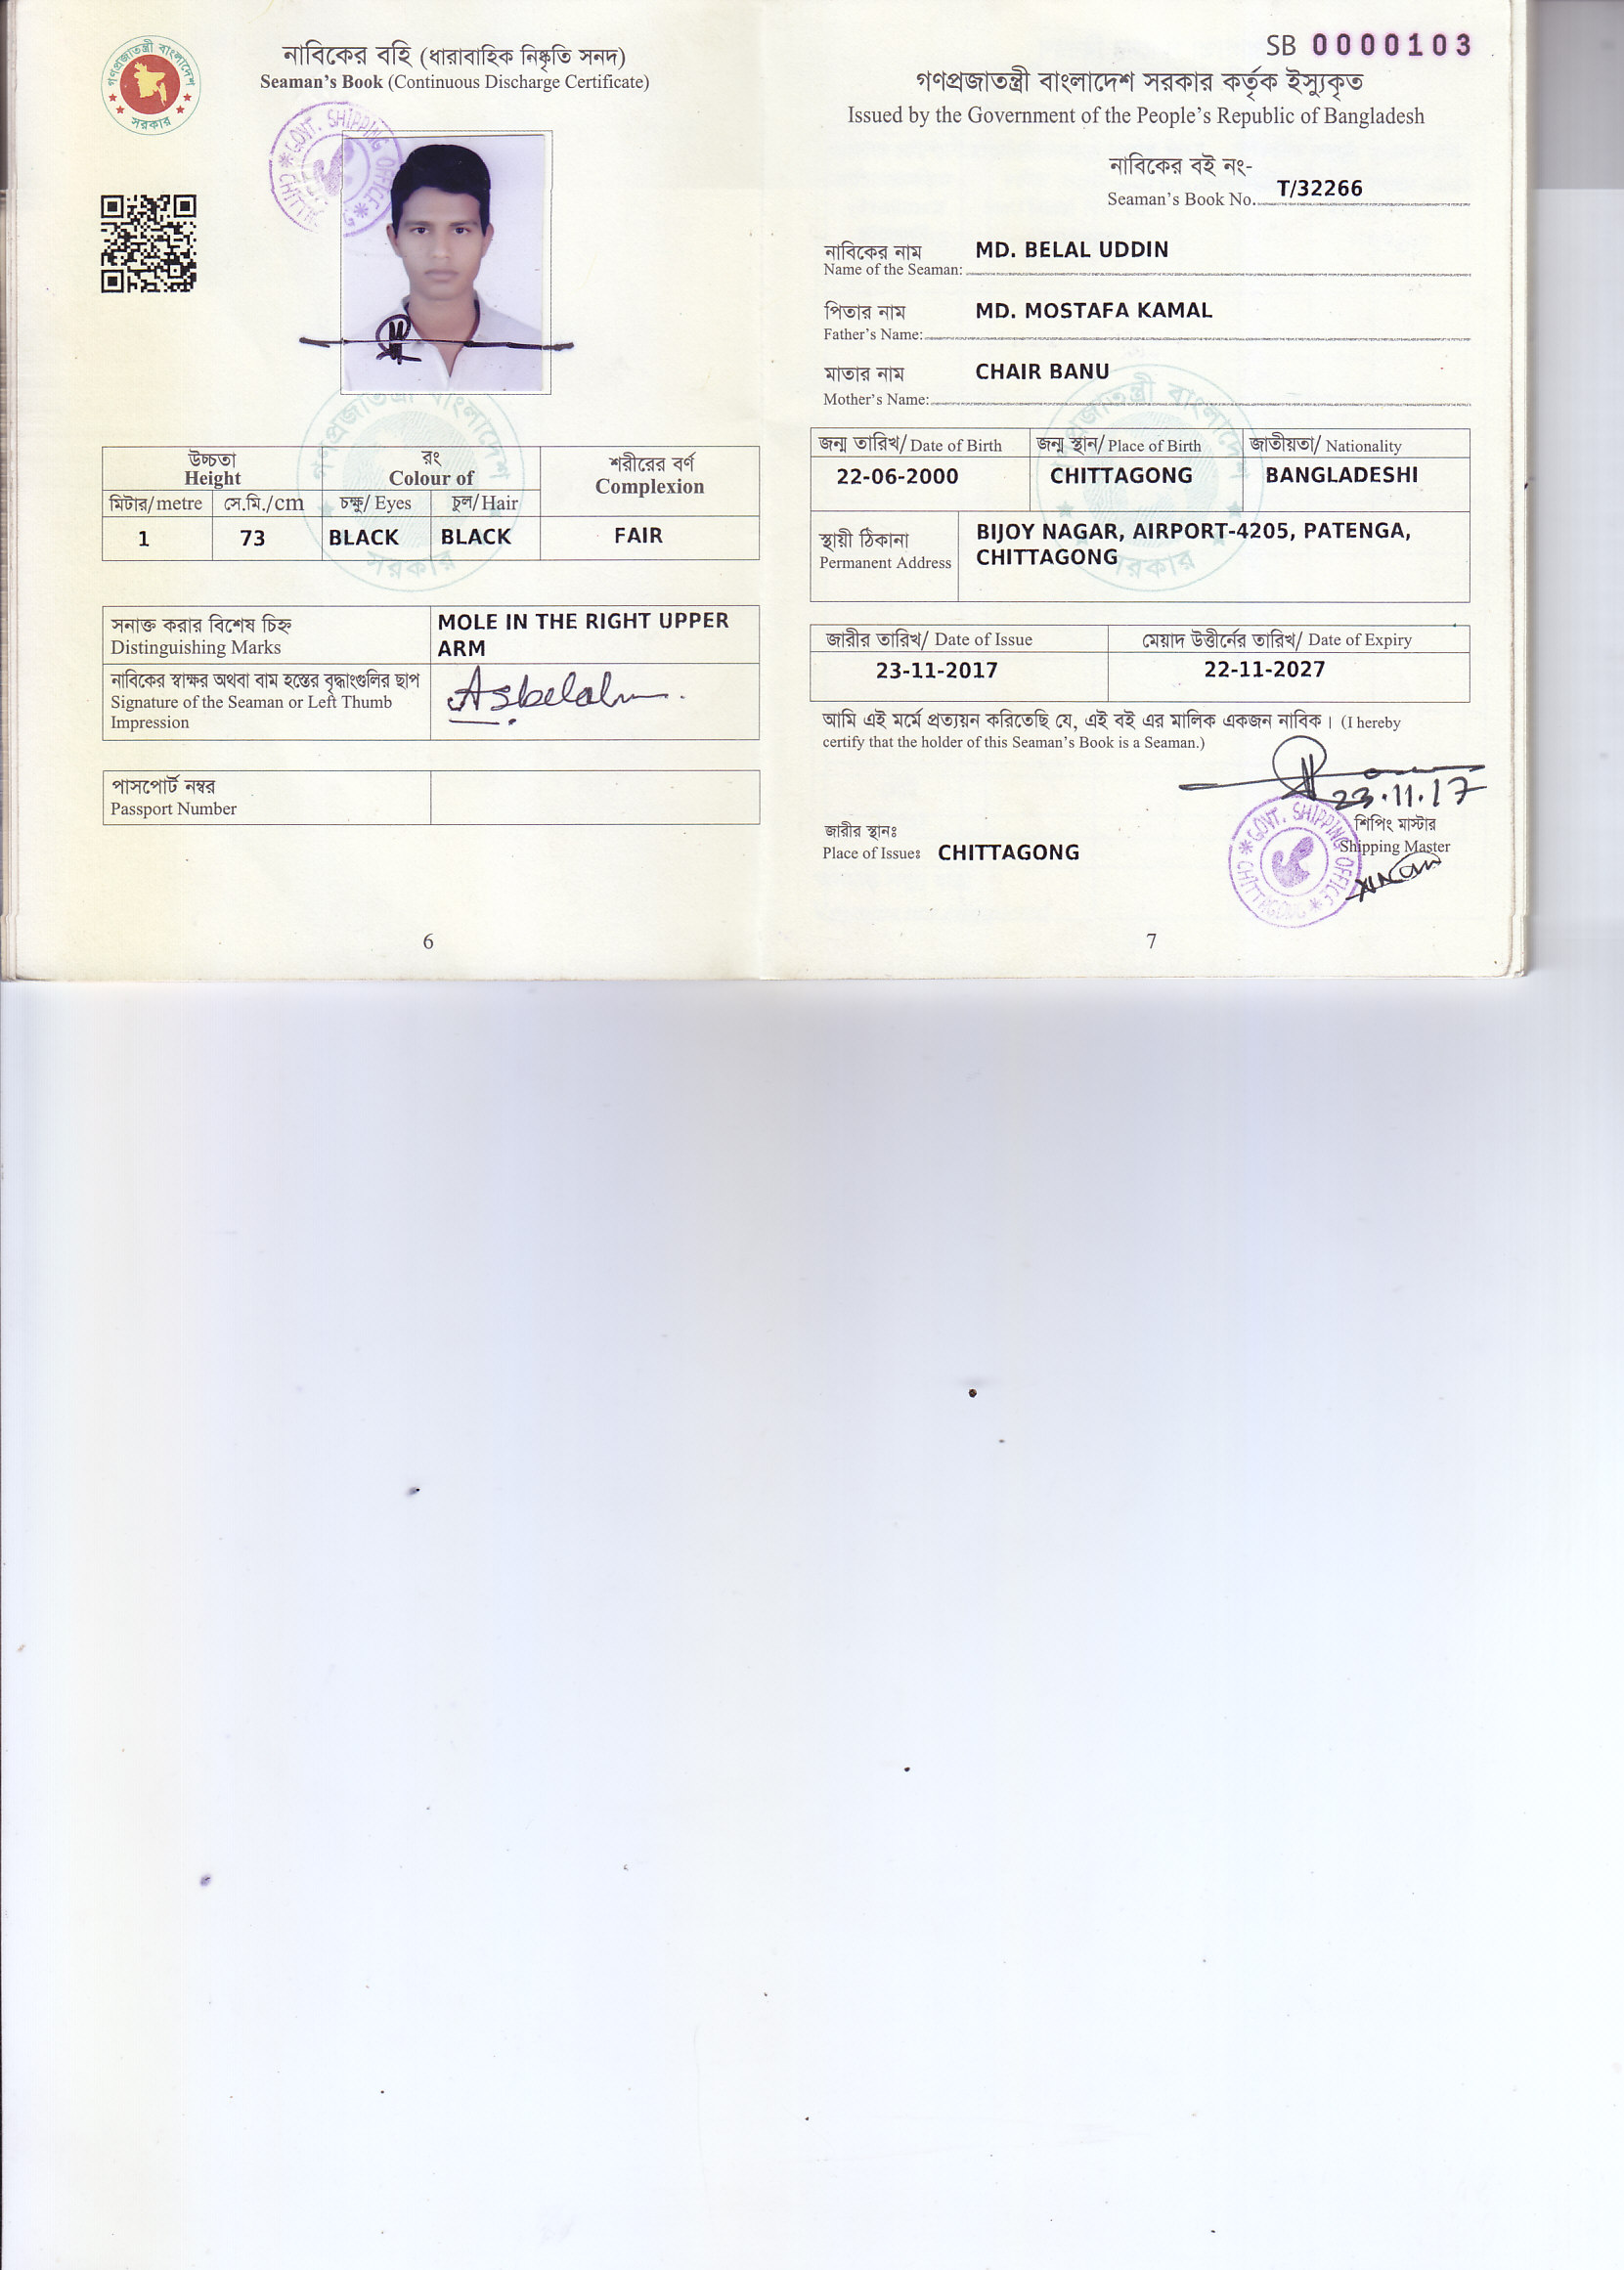 গণপ্রজাতন্ত্রী বাংলাদেশ
সরকার
নাবিকের বহি (ধারাবাহিক নিষ্কৃতি সনদ)
Seaman's Book (Continuous Discharge Certificate)
GOVT. SHIPPING OFFICE
উচ্চতা
Height
রং
Colour of
শরীরের বর্ণ
Complexion
মিটার/metre
সে.মি./cm
চক্ষু/ Eyes
চুল/ Hair
1
73
BLACK
BLACK
FAIR
সনাক্ত করার বিশেষ চিহ্ন
Distinguishing Marks
MOLE IN THE RIGHT UPPER
ARM
নাবিকের স্বাক্ষর অথবা বাম হস্তের বৃদ্ধাংগুলির ছাপ
Signature of the Seaman or Left Thumb
Impression
পাসপোর্ট নম্বর
Passport Number
6
SB 0000103
গণপ্রজাতন্ত্রী বাংলাদেশ সরকার কর্তৃক ইস্যুকৃত
Issued by the Government of the People's Republic of Bangladesh
নাবিকের বই নং-
Seaman's Book No. T/32266
নাবিকের নাম
Name of the Seaman: MD. BELAL UDDIN
পিতার নাম
Father's Name: MD. MOSTAFA KAMAL
মাতার নাম
Mother's Name: CHAIR BANU
জন্ম তারিখ/ Date of Birth
জন্ম স্থান/ Place of Birth
জাতীয়তা/ Nationality
22-06-2000
CHITTAGONG
BANGLADESHI
স্থায়ী ঠিকানা
Permanent Address
BIJOY NAGAR, AIRPORT-4205, PATENGA,
CHITTAGONG
জারীর তারিখ/ Date of Issue
মেয়াদ উত্তীর্নের তারিখ/ Date of Expiry
23-11-2017
22-11-2027
আমি এই মর্মে প্রত্যয়ন করিতেছি যে, এই বই এর মালিক একজন নাবিক। (I hereby
certify that the holder of this Seaman's Book is a Seaman.)
23.11.17
শিপিং মাস্টার
Shipping Master
জারীর স্থানঃ
Place of Issueঃ CHITTAGONG
GOVT. SHIPPING OFFICE
CHITTAGONG
7